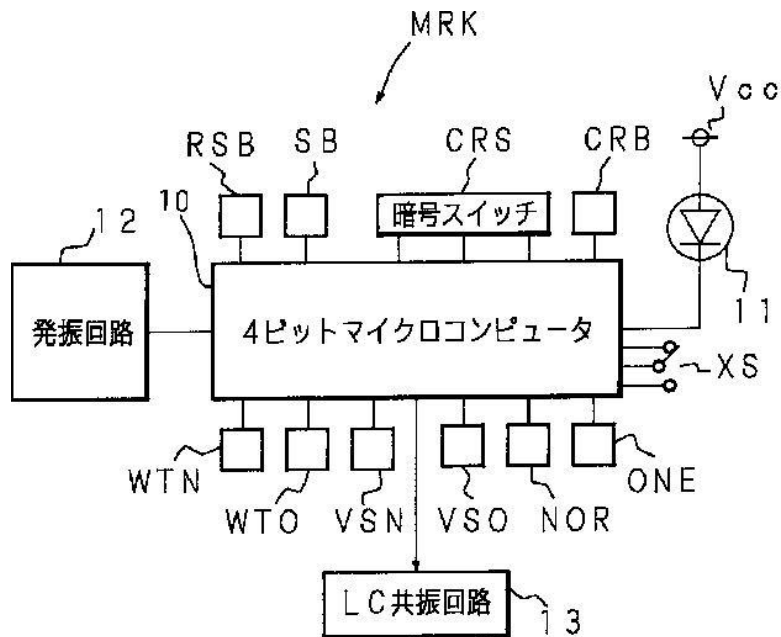 MRK
Vcc
RSB SB CRS CRB
10
12
暗号スイッチ
発振回路
4ビットマイクロコンピュータ
11
XS
WTN WTO VSN VSO NOR ONE
LC共振回路
13